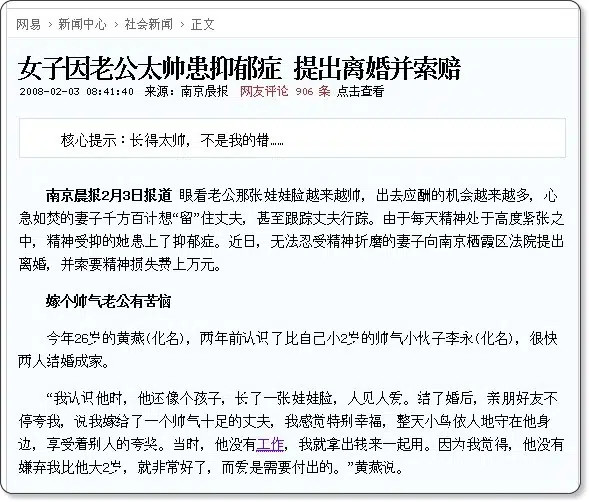 网易 > 新闻中心 > 社会新闻 > 正文
女子因老公太帅患抑郁症 提出离婚并索赔
2008-02-03 08:41:40 来源：南京晨报 网友评论 906 条 点击查看
核心提示：长得太帅，不是我的错……
南京晨报2月3日报道 眼看老公那张娃娃脸越来越帅，出去应酬的机会越来越多，心
急如焚的妻子千方百计想“留”住丈夫，甚至跟踪丈夫行踪。由于每天精神处于高度紧张之
中，精神受抑的她患上了抑郁症。近日，无法忍受精神折磨的妻子向南京栖霞区法院提出
离婚，并索要精神损失费上万元。
嫁个帅气老公有苦恼
今年26岁的黄燕(化名)，两年前认识了比自己小2岁的帅气小伙子李永(化名)，很快
两人结婚成家。
“我认识他时，他还像个孩子，长了一张娃娃脸，人见人爱。结了婚后，亲朋好友不
停夸我，说我嫁给了一个帅气十足的丈夫，我感觉特别幸福，整天小鸟依人地守在他身
边，享受着别人的夸奖。当时，他没有工作，我就拿出钱来一起用。因为我觉得，他没有
嫌弃我比他大2岁，就非常好了，而爱是需要付出的。”黄燕说。